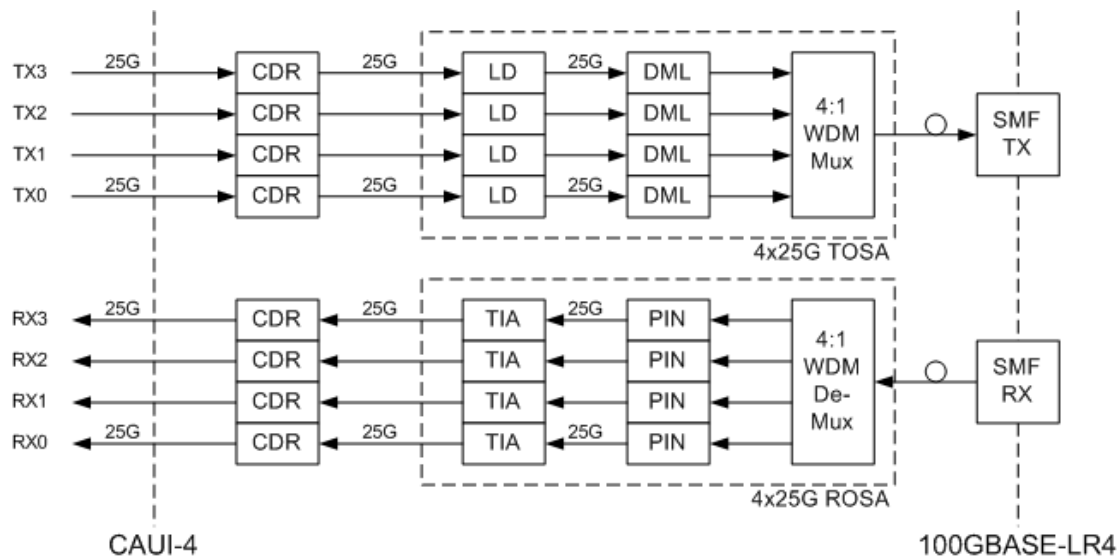 TX3 25G CDR 25G LD 25G DML
TX2 CDR LD DML
TX1 CDR LD DML
TX0 25G CDR 25G LD 25G DML
4:1
WDM
Mux
SMF
TX
4x25G TOSA
RX3 25G CDR 25G TIA 25G PIN
RX2 CDR TIA PIN
RX1 CDR TIA PIN
RX0 25G CDR 25G TIA 25G PIN
4:1
WDM
De-
Mux
SMF
RX
4x25G ROSA
CAUI-4
100GBASE-LR4